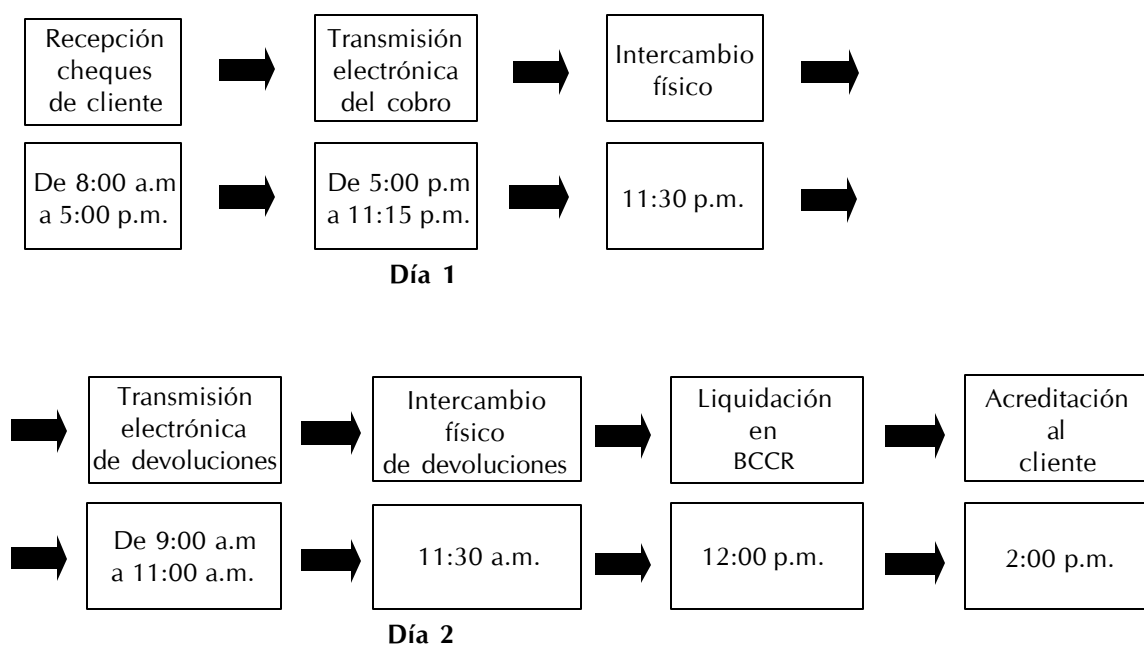 Recepción
cheques
de cliente
Transmisión
electrónica
del cobro
Intercambio
físico
De 8:00 a.m
a 5:00 p.m.
De 5:00 p.m
a 11:15 p.m.
11:30 p.m.
Día 1
Transmisión
electrónica
de devoluciones
Intercambio
físico
de devoluciones
Liquidación
en
BCCR
Acreditación
al
cliente
De 9:00 a.m
a 11:00 a.m.
11:30 a.m.
12:00 p.m.
2:00 p.m.
Día 2